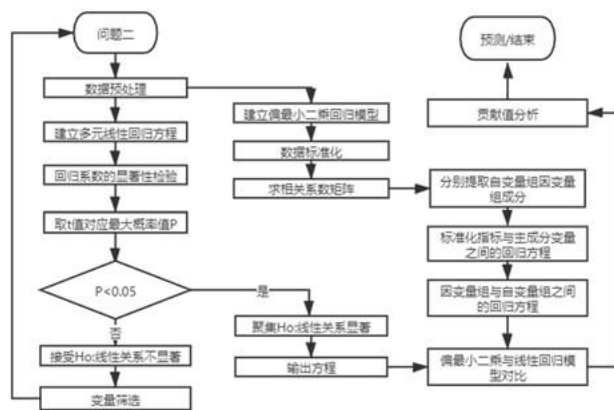 问题二
数据预处理
建立多元线性回归方程
回归系数的显著性检验
取t值对应最大概率值P
P<0.05
是
否
接受Ho:线性关系不显著
变量筛选
建立偏最小二乘回归模型
数据标准化
求相关系数矩阵
聚集Ho:线性关系显著
输出方程
分别提取自变量组因变量
组成分
标准化指标与主成分变量
之间的回归方程
因变量组与自变量组之间
的回归方程
偏最小二乘与线性回归模
型对比
贡献值分析
预测/结束